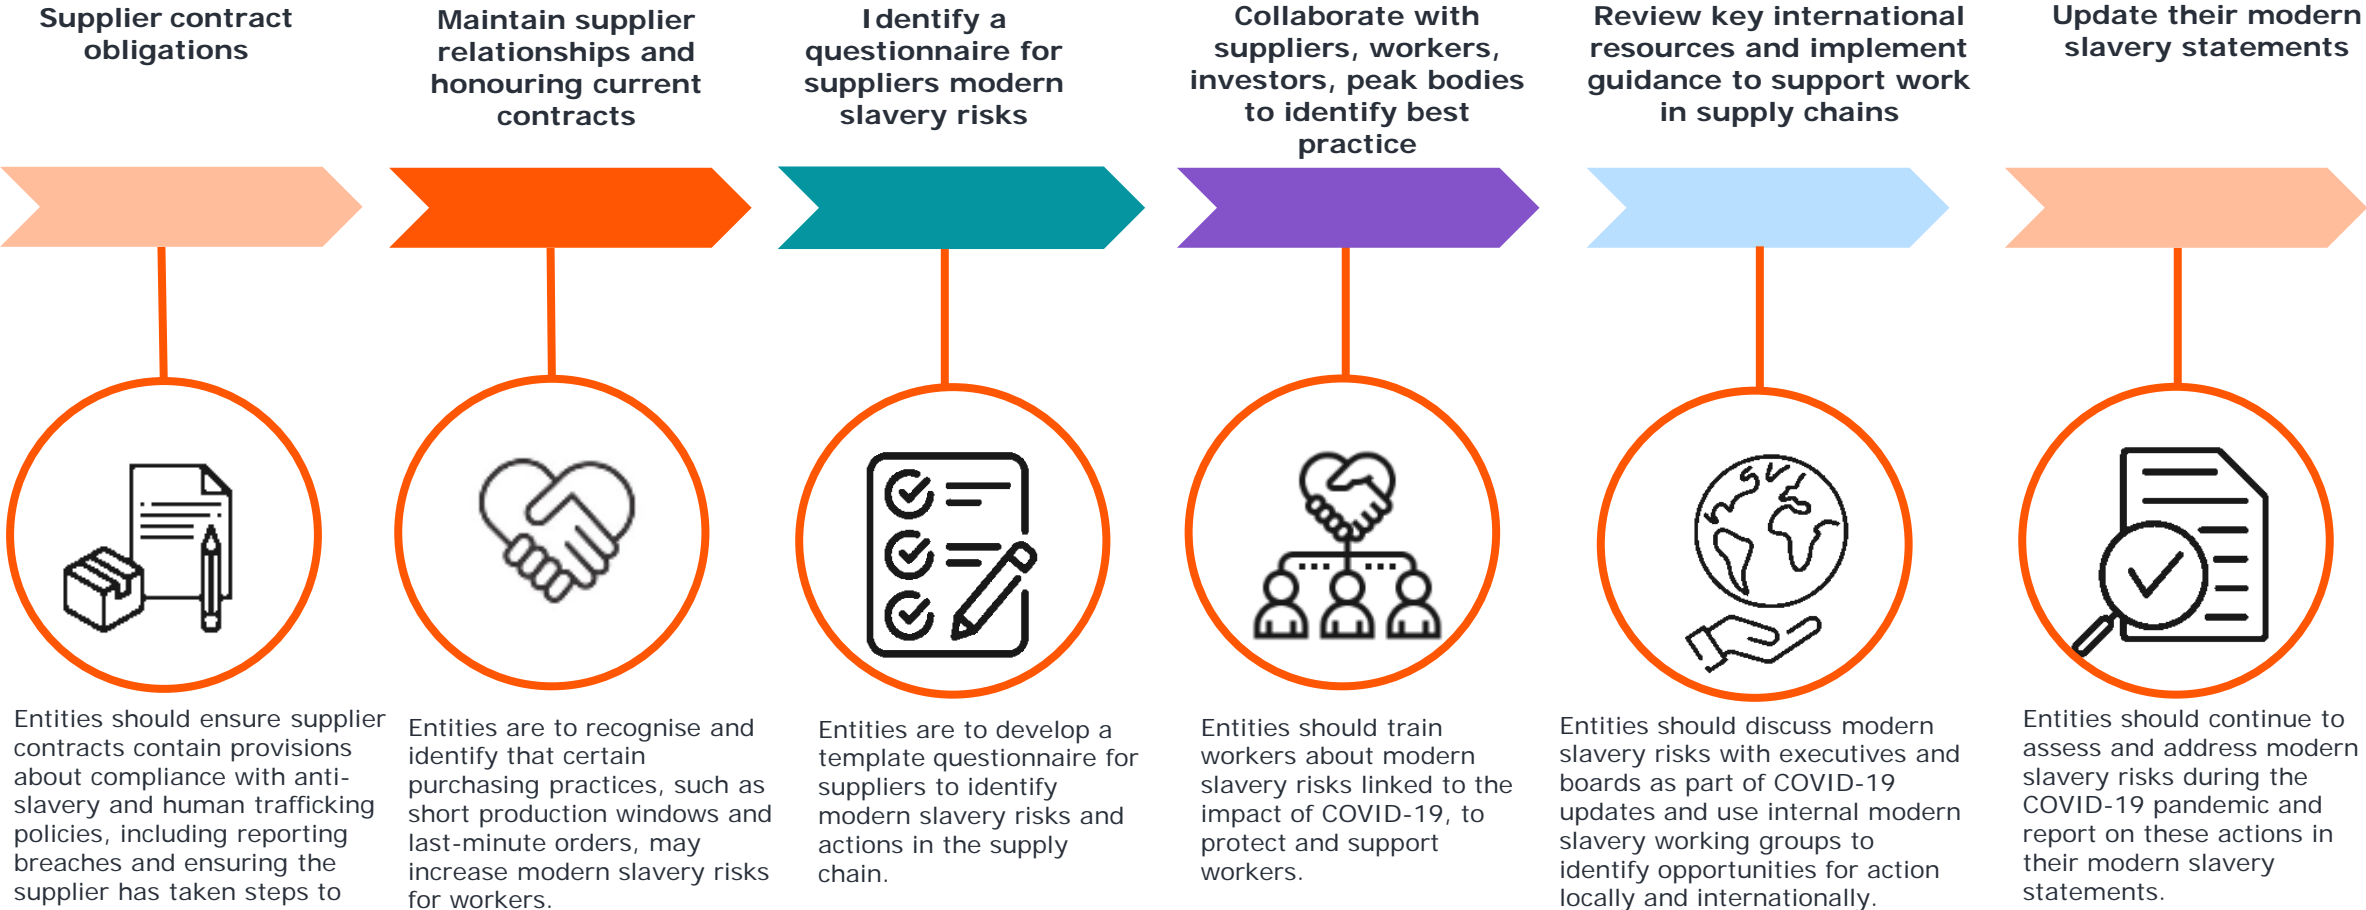 Supplier contract
obligations
Maintain supplier
relationships and
honouring current
contracts
Identify a
questionnaire for
suppliers modern
slavery risks
Collaborate with
suppliers, workers,
investors, peak bodies
to identify best
practice
Review key international
resources and implement
guidance to support work
in supply chains
Update their modern
slavery statements
Entities should ensure supplier
contracts contain provisions
about compliance with anti-
slavery and human trafficking
policies, including reporting
breaches and ensuring the
supplier has taken steps to
Entities are to recognise and
identify that certain
purchasing practices, such as
short production windows and
last-minute orders, may
increase modern slavery risks
for workers.
Entities are to develop a
template questionnaire for
suppliers to identify
modern slavery risks and
actions in the supply
chain.
Entities should train
workers about modern
slavery risks linked to the
impact of COVID-19, to
protect and support
workers.
Entities should discuss modern
slavery risks with executives and
boards as part of COVID-19
updates and use internal modern
slavery working groups to
identify opportunities for action
locally and internationally.
Entities should continue to
assess and address modern
slavery risks during the
COVID-19 pandemic and
report on these actions in
their modern slavery
statements.